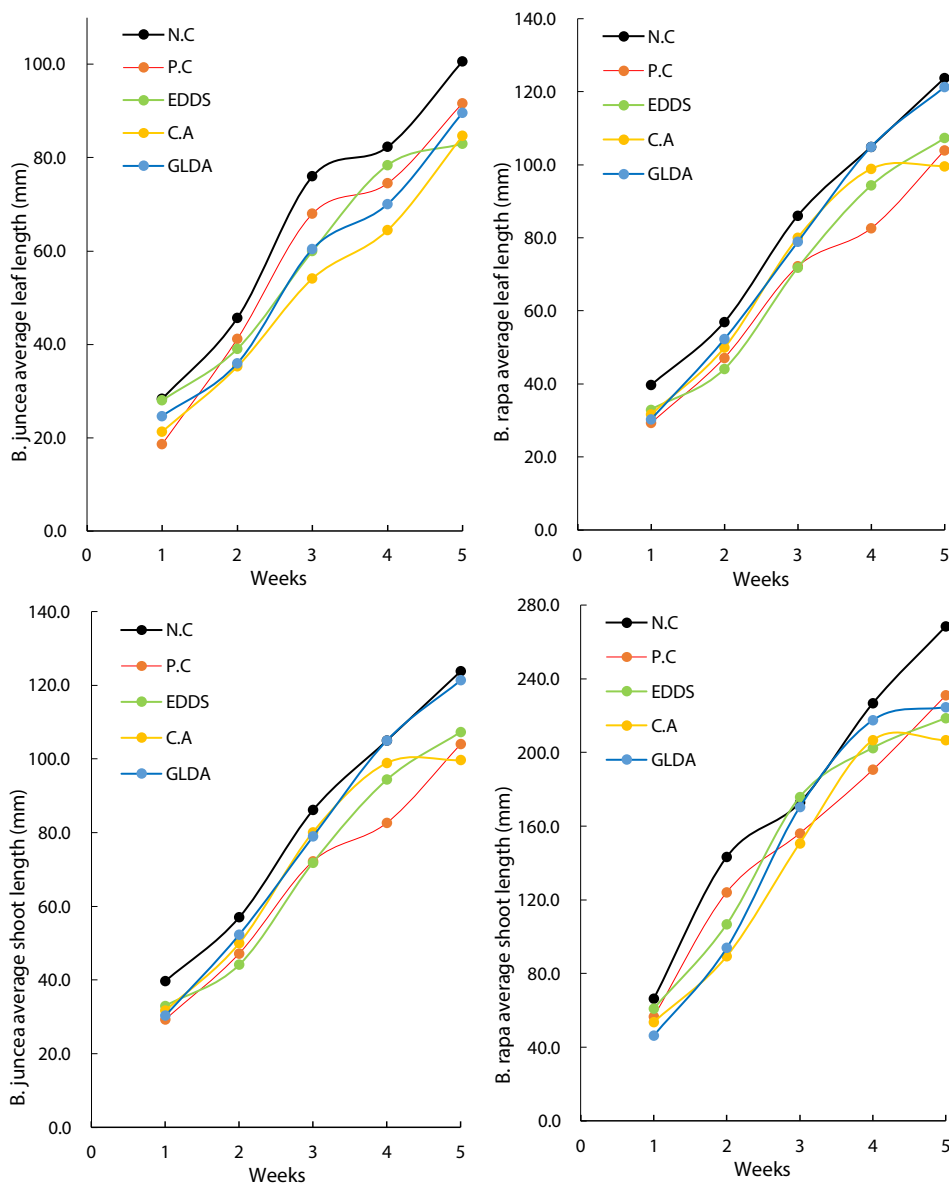 B. juncea average leaf length (mm)
100.0
80.0
60.0
40.0
20.0
0.0
N.C
P.C
EDDS
C.A
GLDA
0 1 2 3 4 5
Weeks
B. rapa average leaf length (mm)
140.0
120.0
100.0
80.0
60.0
40.0
20.0
0.0
N.C
P.C
EDDS
C.A
GLDA
0 1 2 3 4 5
Weeks
B. juncea average shoot length (mm)
140.0
120.0
100.0
80.0
60.0
40.0
20.0
0.0
N.C
P.C
EDDS
C.A
GLDA
0 1 2 3 4 5
Weeks
B. rapa average shoot length (mm)
280.0
240.0
200.0
160.0
120.0
80.0
40.0
0.0
N.C
P.C
EDDS
C.A
GLDA
0 1 2 3 4 5
Weeks